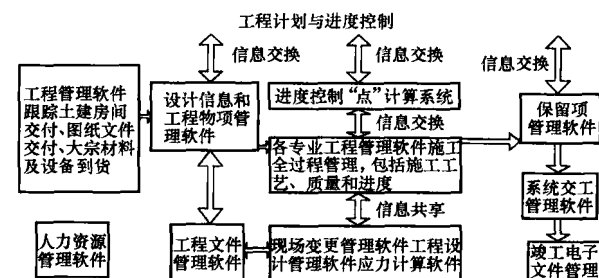 工程计划与进度控制
信息交换
信息交换
信息交换
工程管理软件
跟踪土建房间
交付、图纸文件
交付、大宗材料
及设备到货
设计信息和
工程物项管
理软件
进度控制“点”计算系统
信息交换
保留项
管理软件
各专业工程管理软件施工
全过程管理，包括施工工
艺、质量和进度
系统交工
管理软件
信息共享
人力资源
管理软件
工程文件
管理软件
现场变更管理软件工程设
计管理软件应力计算软件
竣工电子
文件管理